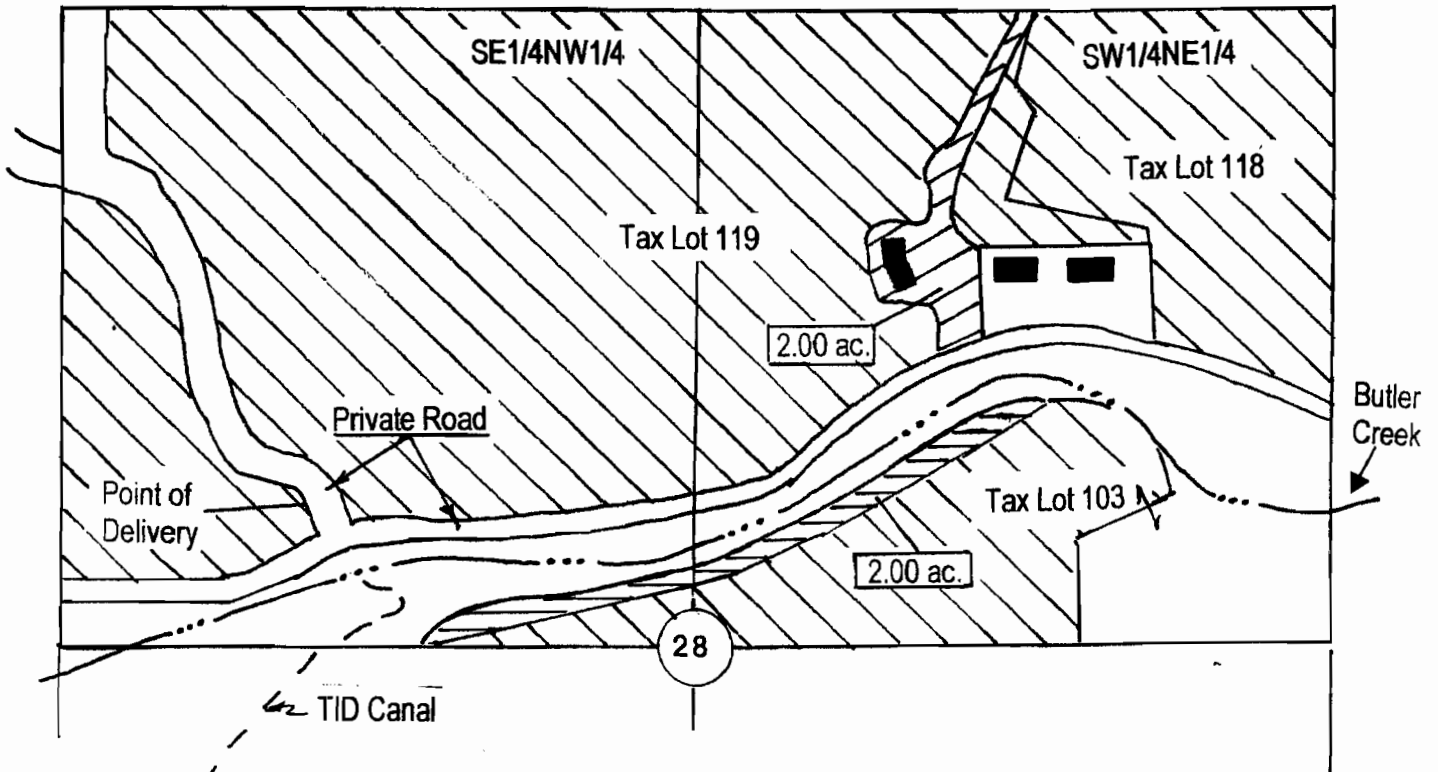 SE1/4NW1/4
SW1/4NE1/4
Tax Lot 118
Tax Lot 119
2.00 ac.
Private Road
Butler
Creek
Point of
Delivery
Tax Lot 103
2.00 ac.
28
TID Canal